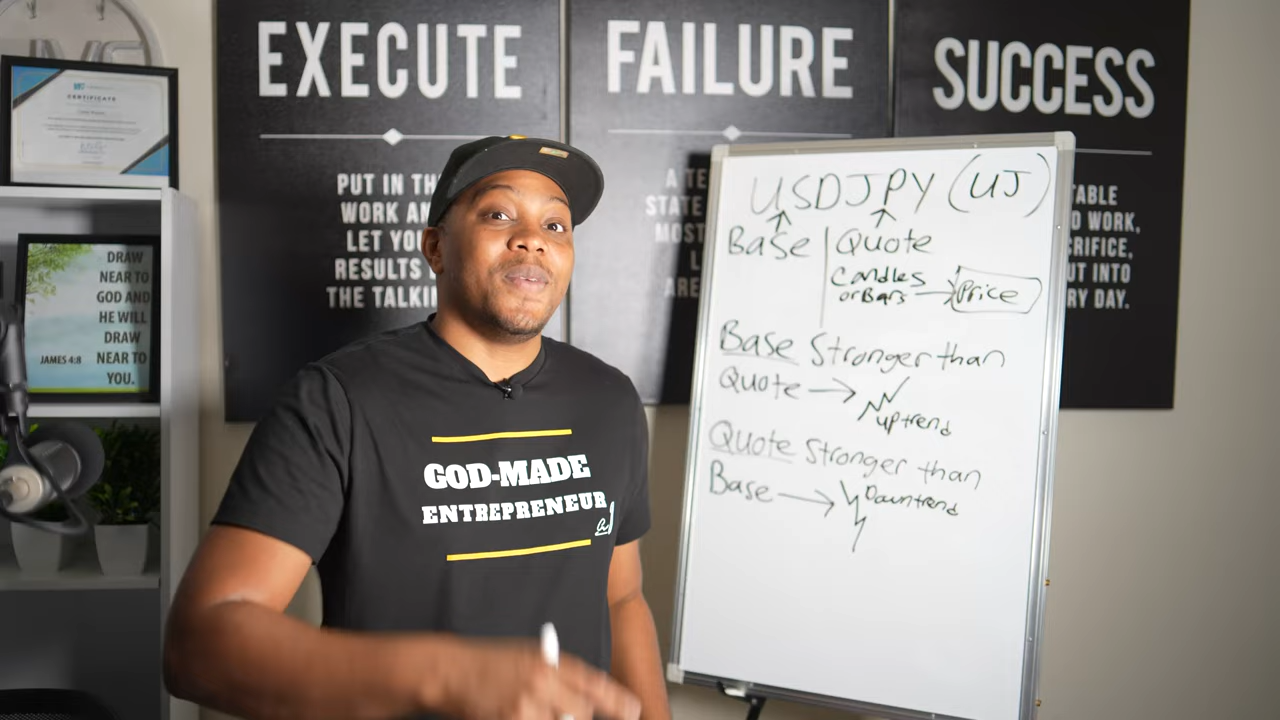 EXECUTE
PUT IN TH
WORK AN
LET YOU
RESULTS
THE TALKI
FAILURE
A TE
STATE
MOST
L
ARE
SUCCESS
TABLE
D WORK,
CRIFICE,
UT INTO
RY DAY.
CERTIFICATE
DRAW
NEAR TO
GOD AND
HE WILL
DRAW
NEAR TO
YOU.
JAMES 4:8
GOD-MADE
ENTREPRENEUR
USDJPY (UJ)
Base | Quote
Candles
or Bars → Price
Base Stronger than
Quote →
uptrend
Quote Stronger than
Base → Downtrend